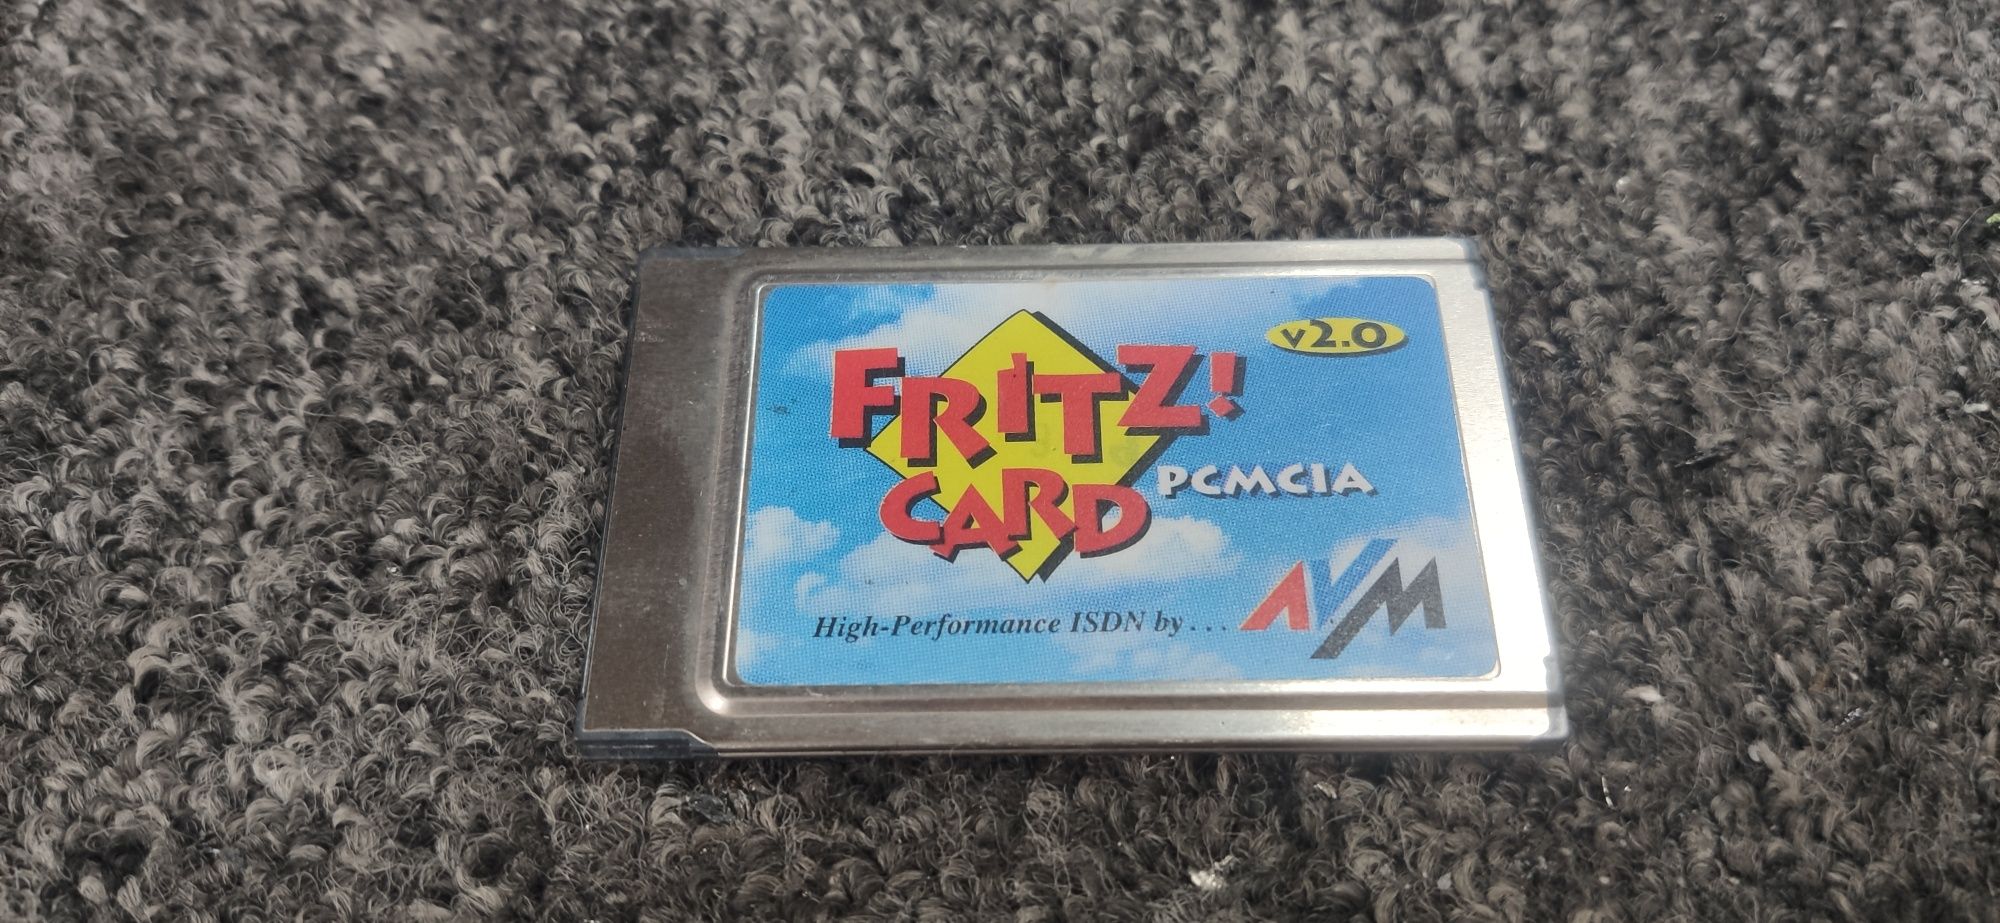 FRITZ!
CARD
PCMCIA
v2.0
High-Performance ISDN by...
AVM